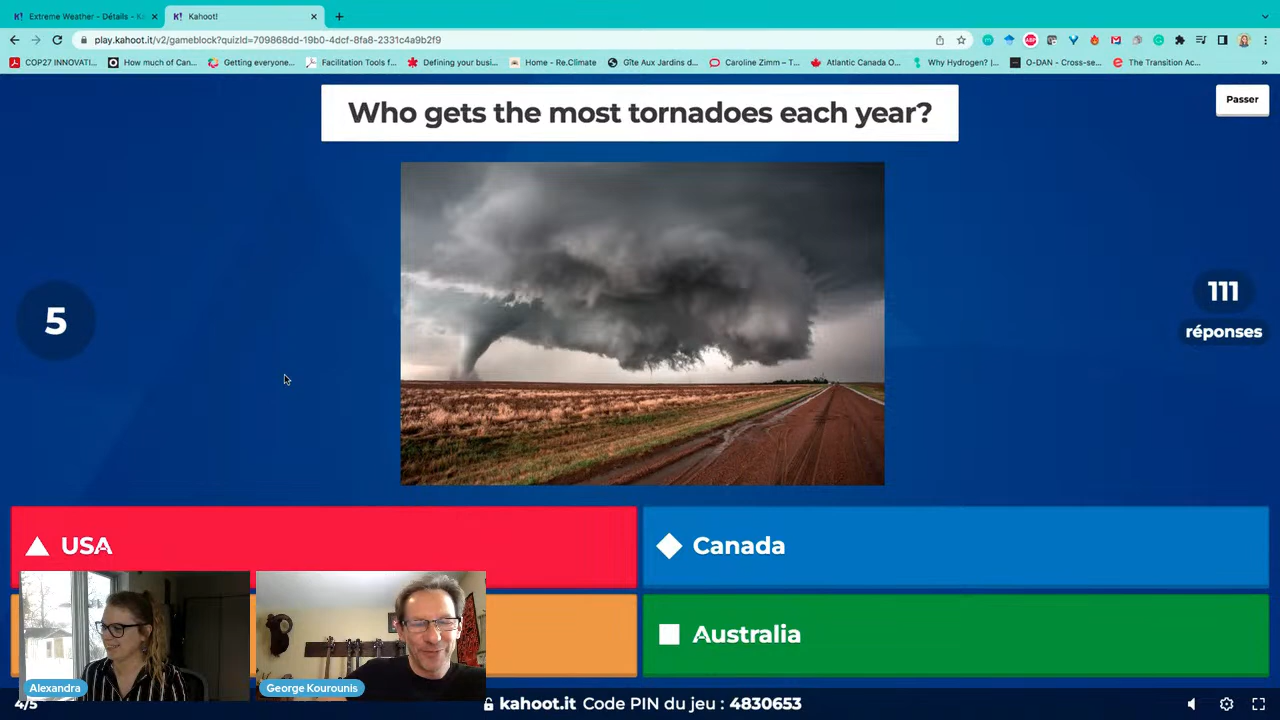 Extreme Weather - Détails - K
Kahoot!
play.kahoot.it/v2/gameblock?quizId=709868dd-19b0-4dcf-8fa8-2331c4a9b2f9
COP27 INNOVATI... How much of Can... Getting everyone... Facilitation Tools f... Defining your busi... Home - Re.Climate Gîte Aux Jardins d... Caroline Zimm – T... Atlantic Canada O... Why Hydrogen? |... O-DAN - Cross-se... The Transition Ac... »
Who gets the most tornadoes each year?
Passer
5
111
réponses
USA
Canada
Australia
Alexandra
George Kourounis
4/5
kahoot.it Code PIN du jeu : 4830653